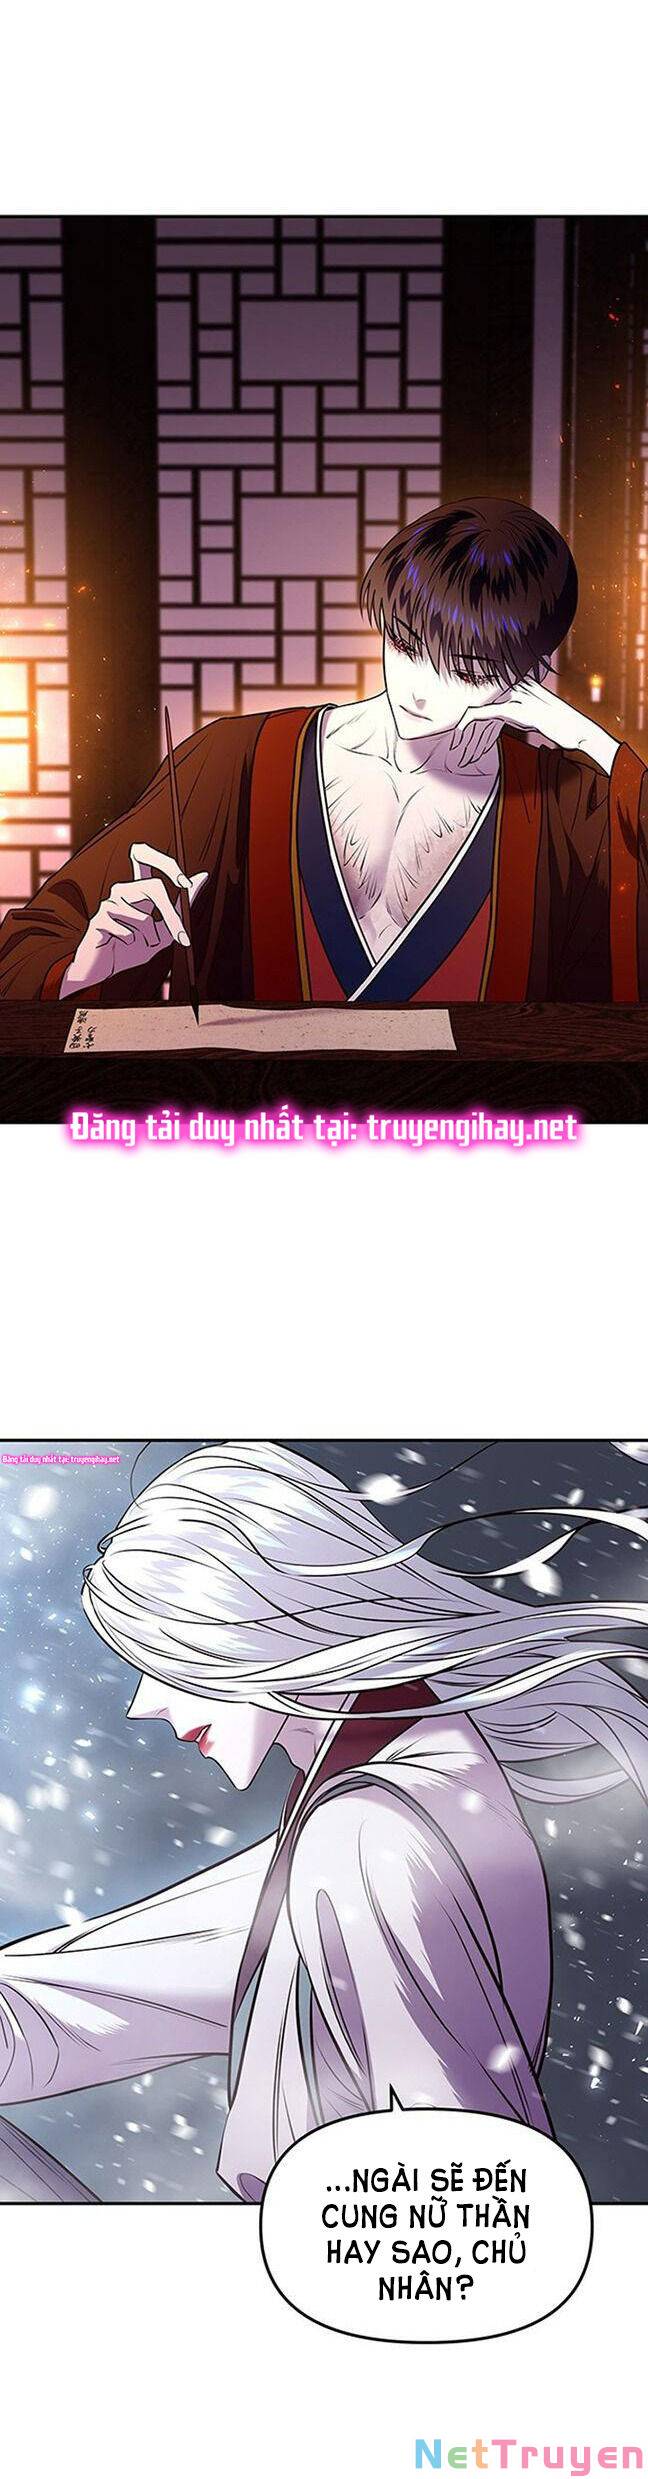 Đăng tải duy nhất tại: truyengihay.net
Đăng tải duy nhất tại: truyengihay.net
...NGÀI SẼ ĐẾN
CUNG NỮ THẦN
HAY SAO, CHỦ
NHÂN?
NetTruyen